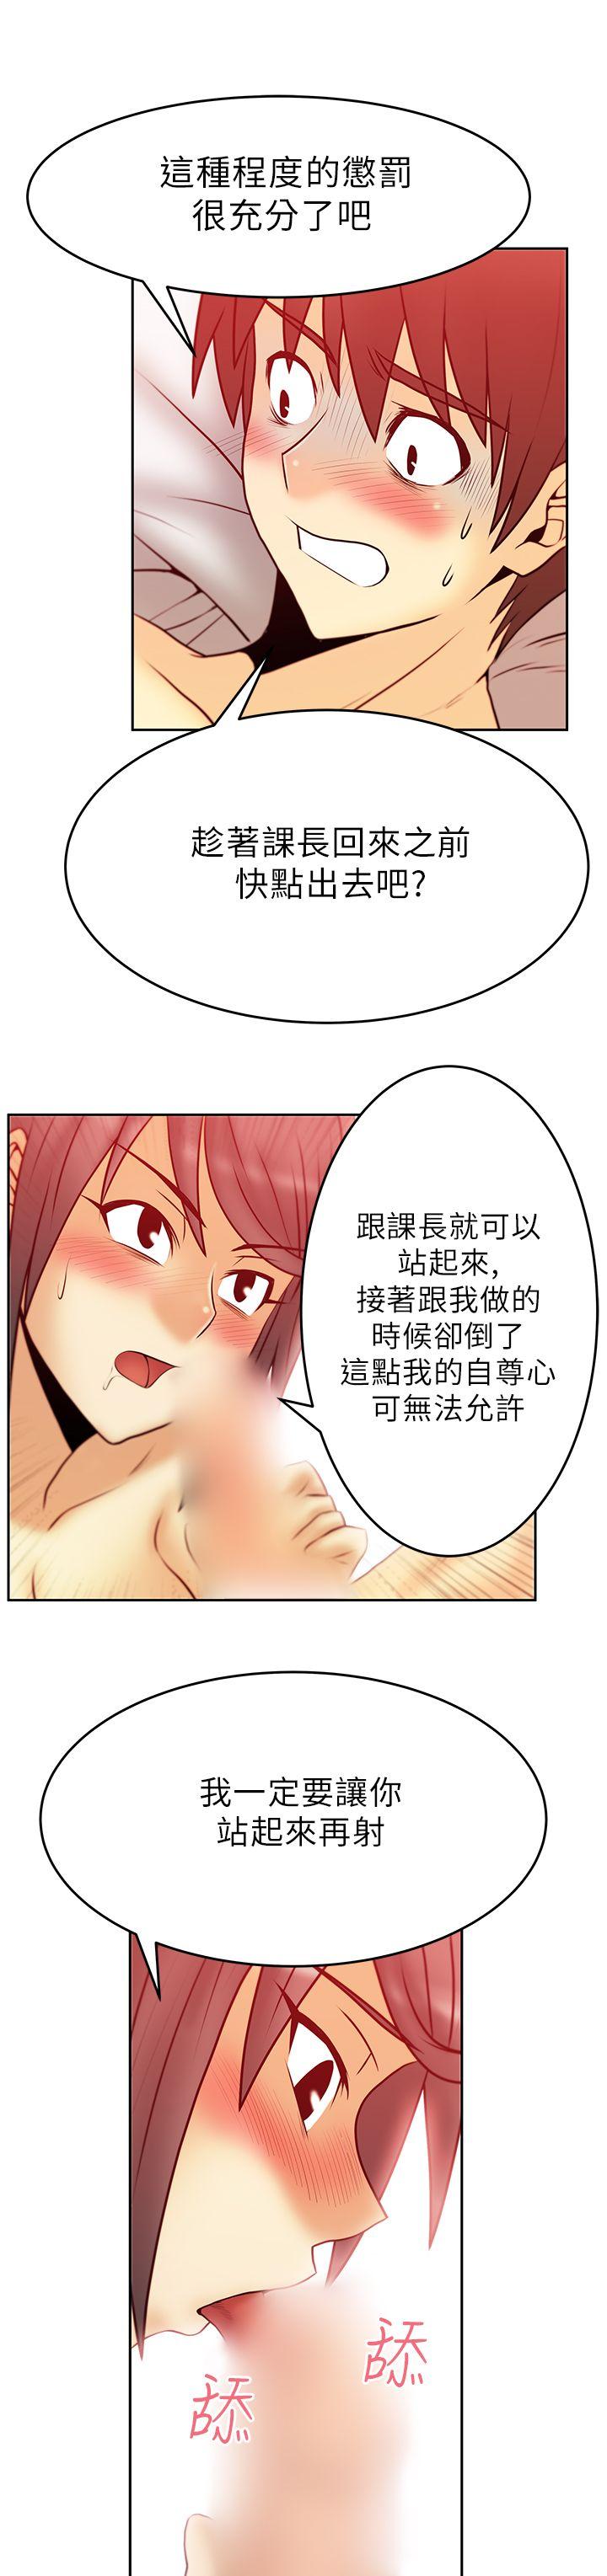 這種程度的懲罰
很充分了吧
趁著課長回來之前
快點出去吧?
跟課長就可以
站起來,
接著跟我做的
時候卻倒了
這點我的自尊心
可無法允許
我一定要讓你
站起來再射
舔
舔